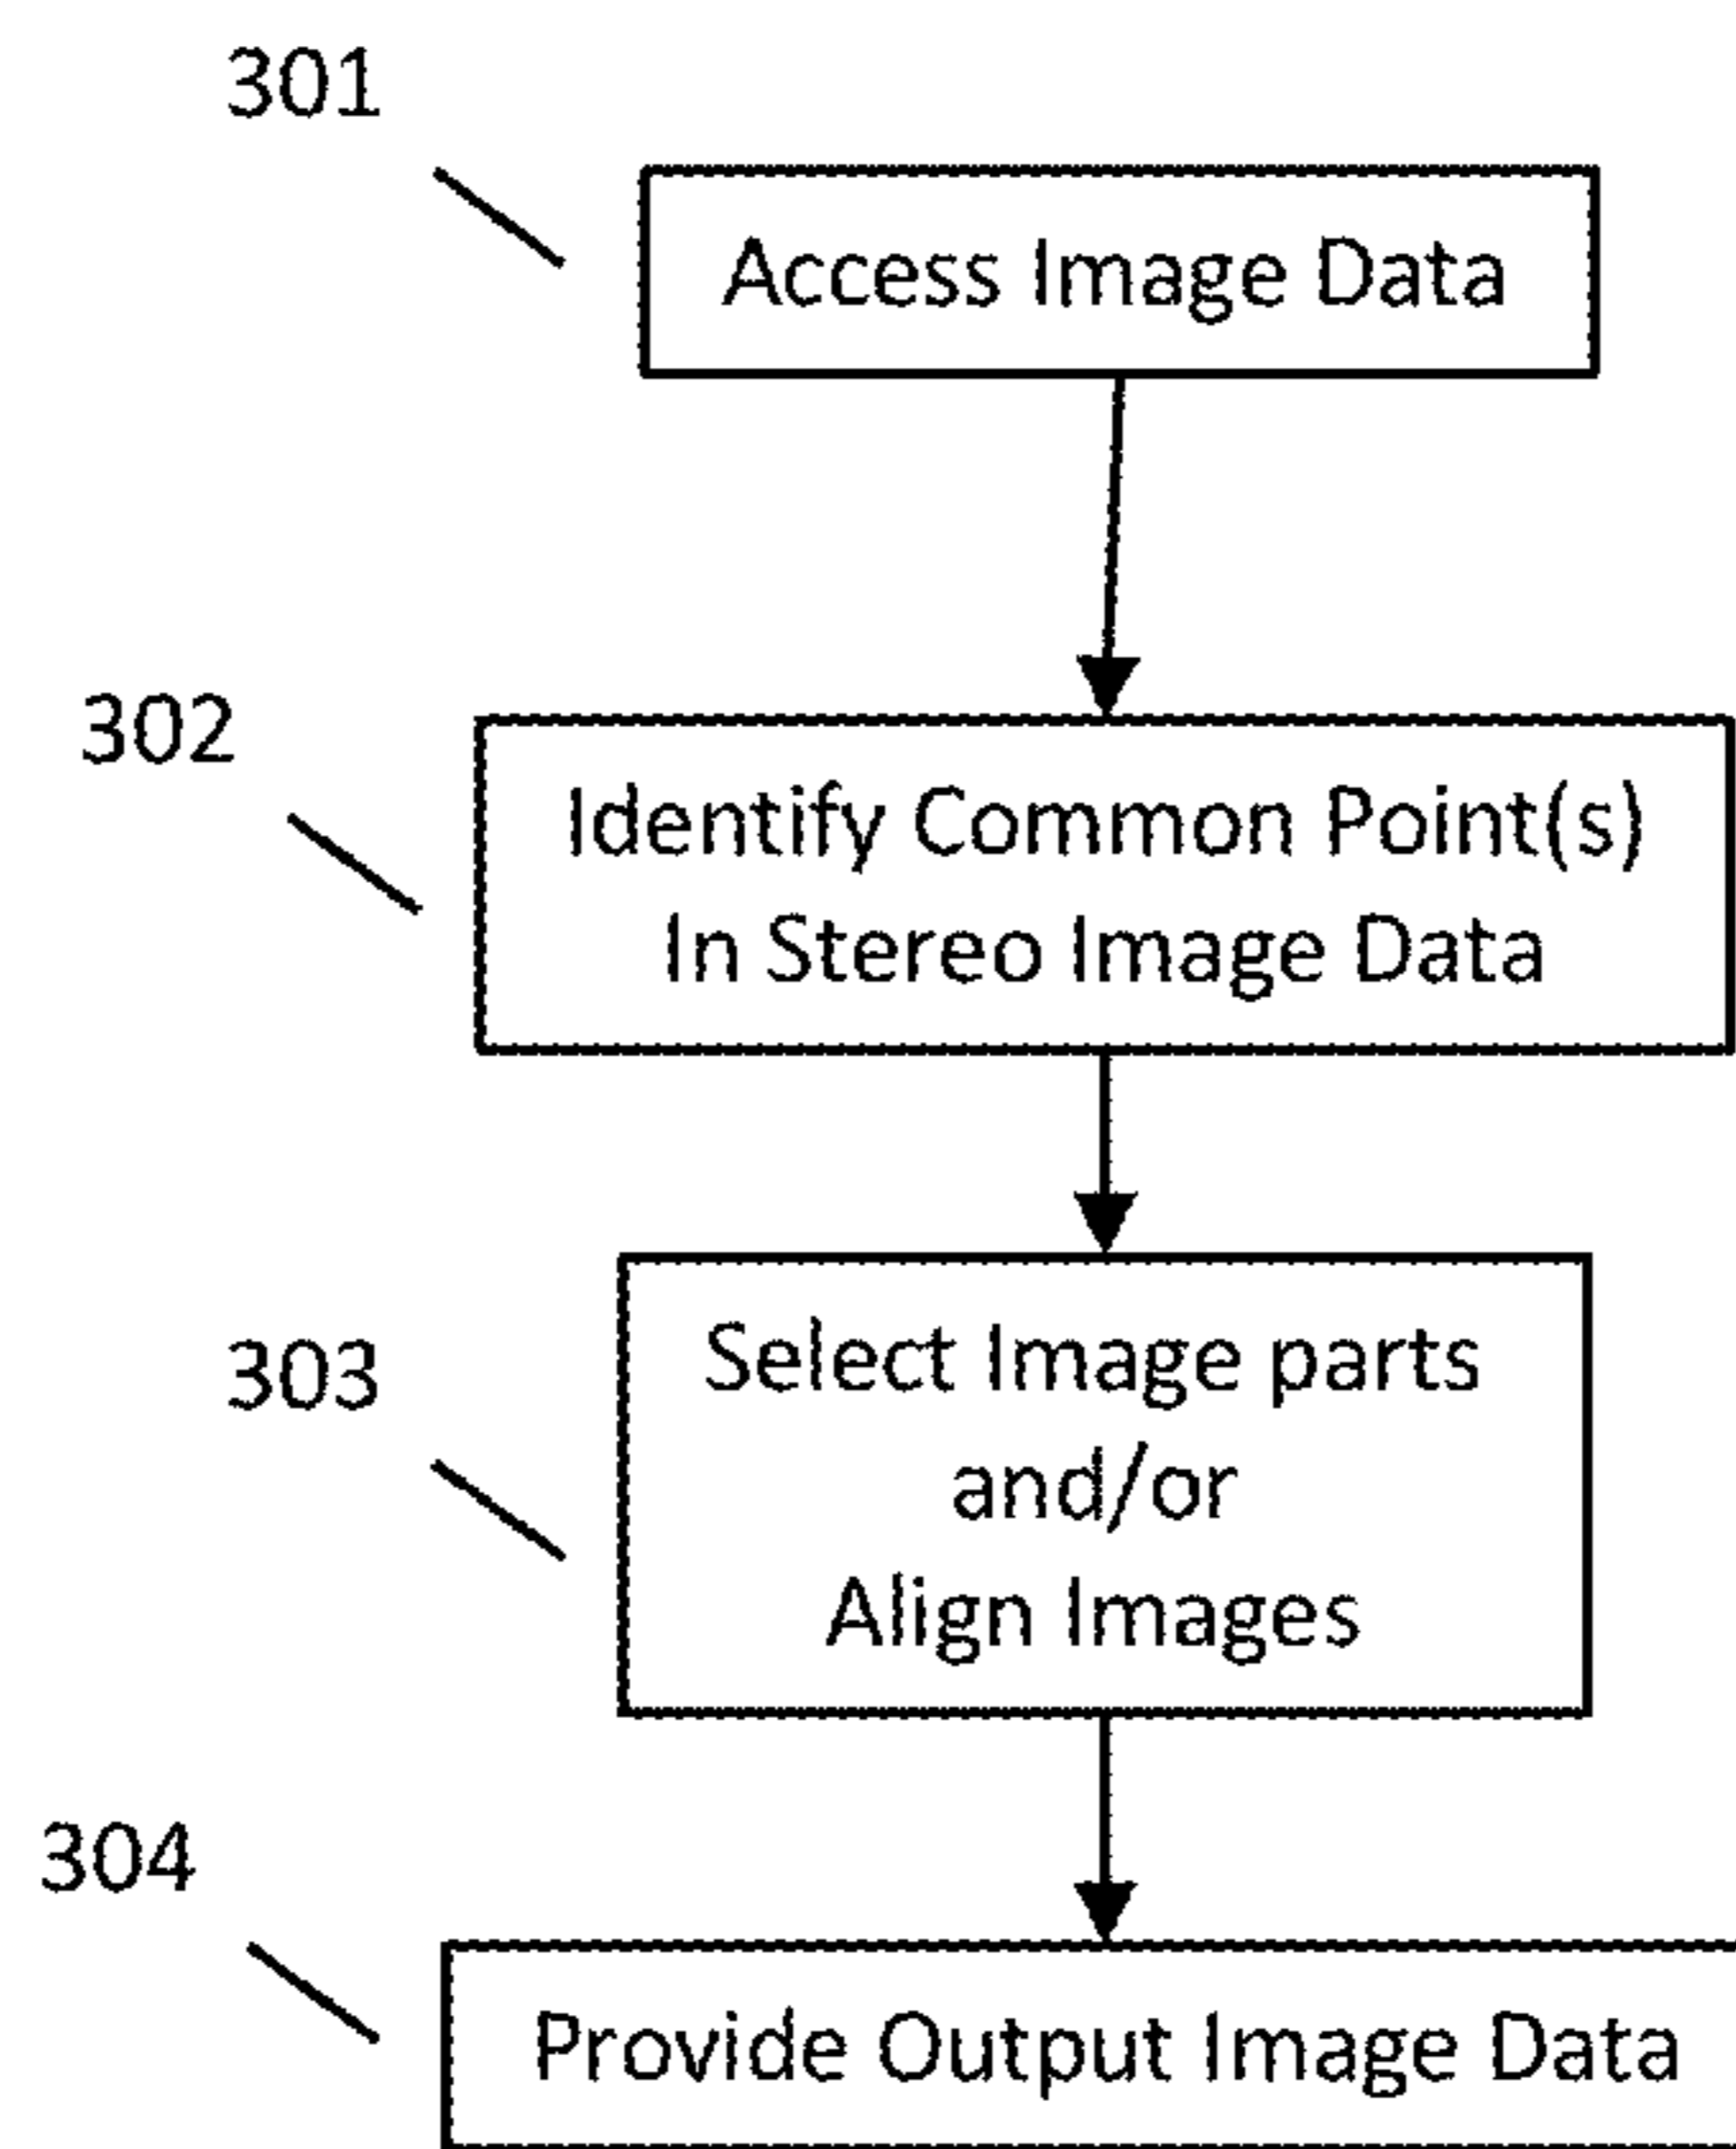 301
Access Image Data
302
Identify Common Point(s)
In Stereo Image Data
303
Select Image parts
and/or
Align Images
304
Provide Output Image Data